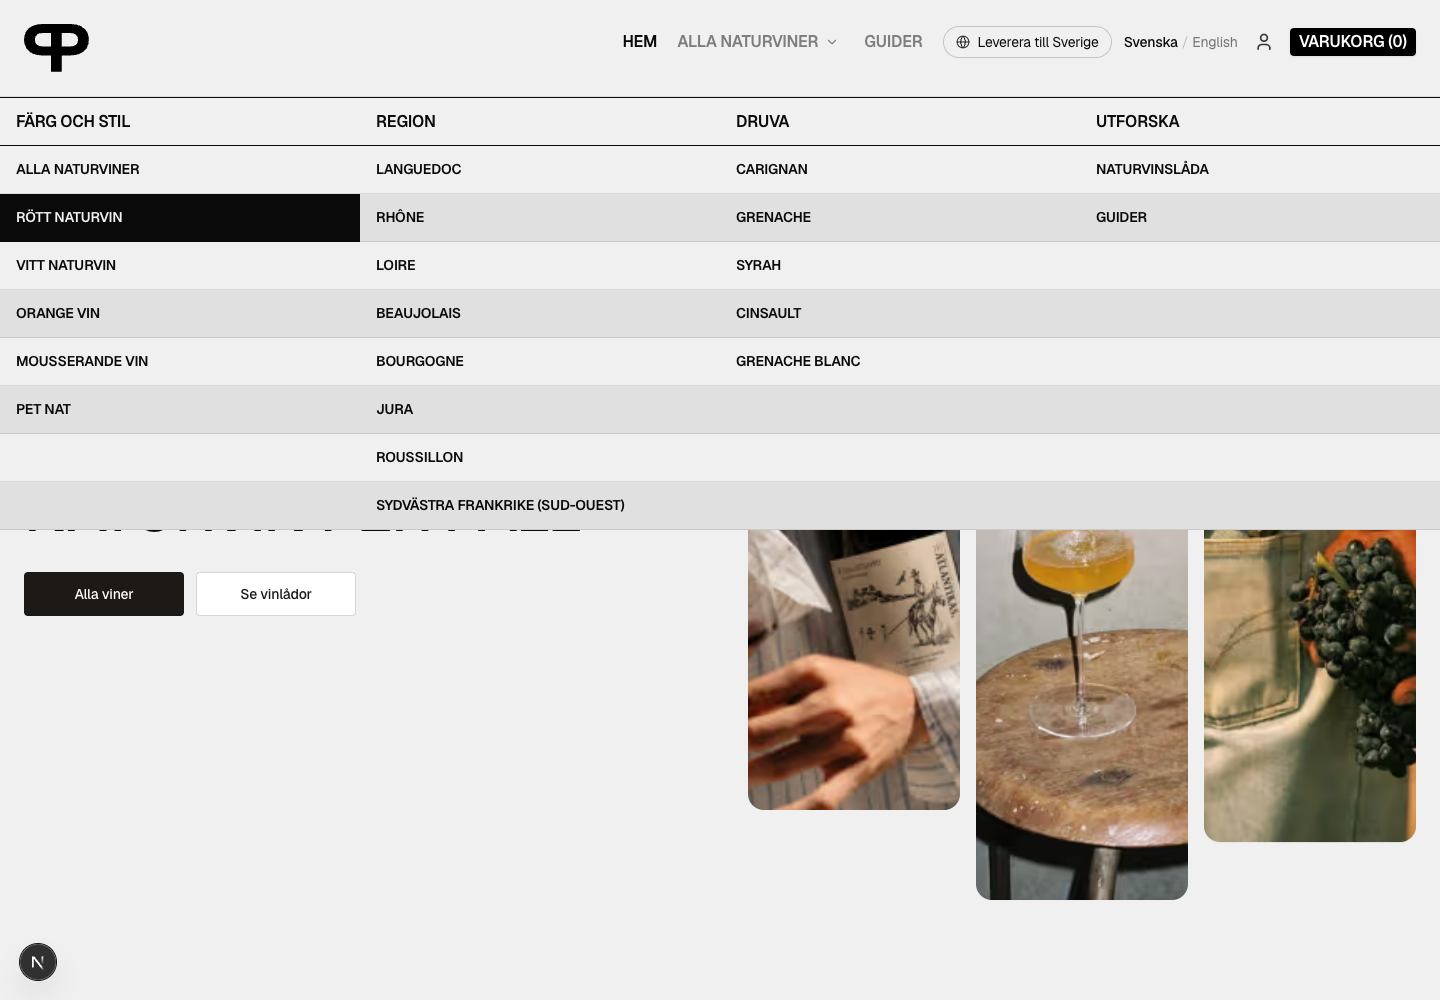 HEM
ALLA NATURVINER
GUIDER
Leverera till Sverige
Svenska / English
VARUKORG (0)
FÄRG OCH STIL
REGION
DRUVA
UTFORSKA
ALLA NATURVINER
LANGUEDOC
CARIGNAN
NATURVINSLÅDA
RÖTT NATURVIN
RHÔNE
GRENACHE
GUIDER
VITT NATURVIN
LOIRE
SYRAH
ORANGE VIN
BEAUJOLAIS
CINSAULT
MOUSSERANDE VIN
BOURGOGNE
GRENACHE BLANC
PET NAT
JURA
ROUSSILLON
SYDVÄSTRA FRANKRIKE (SUD-OUEST)
Alla viner
Se vinlådor
ATLANTIKAS
N